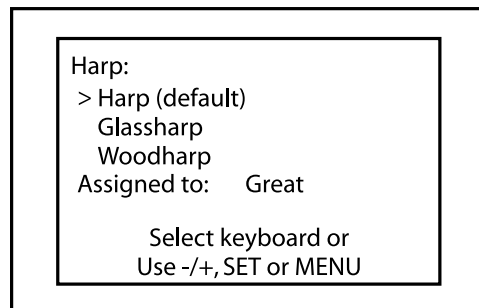 Harp:
> Harp (default)
Glassharp
Woodharp
Assigned to: Great
Select keyboard or
Use -/+, SET or MENU